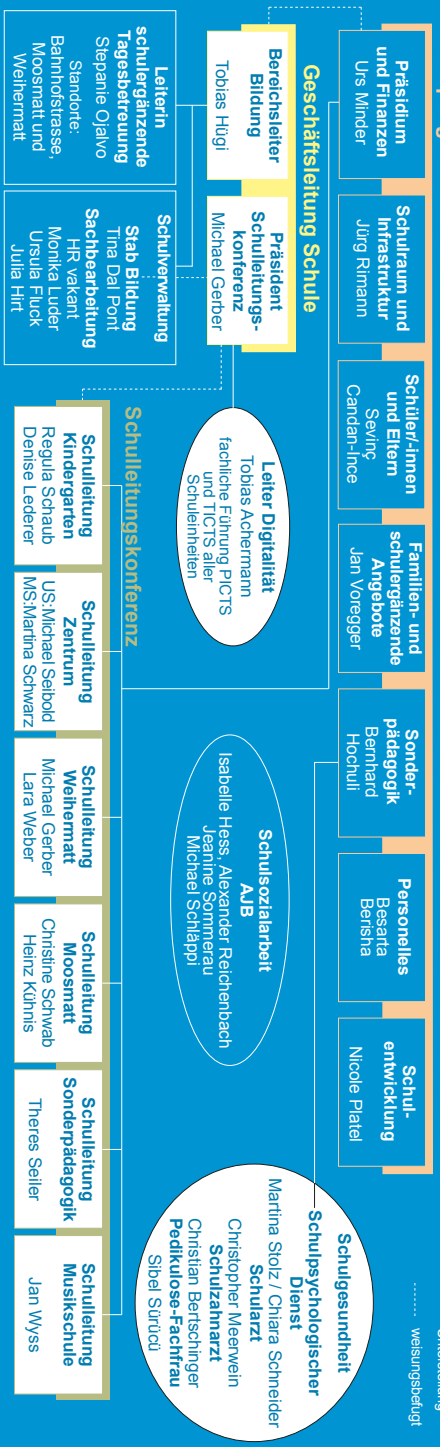 Präsidium
und Finanzen
Urs Minder
Schulraum und
Infrastruktur
Jürg Rimann
Schüler/-innen
und Eltern
Sevinç
Candan-Ince
Familien- und
schulergänzende
Angebote
Jan Voregger
Sonder-
pädagogik
Bernhard
Hochuli
Personelles
Besarta
Berisha
Schul-
entwicklung
Nicole Platel
weisungsbefugt
Geschäftsleitung Schule
Bereichsleiter
Bildung
Tobias Hügi
Präsident
Schulleitungs-
konferenz
Michael Gerber
Leiter Digitalität
Tobias Achermann
fachliche Führung PICTS
und TICTS aller
Schuleinheiten
Schulsozialarbeit
AJB
Isabelle Hess, Alexander Reichenbach
Jeanine Sommerau
Michael Schläppi
Schulgesundheit
Schulpsychologischer
Dienst
Martina Stolz / Chiara Schneider
Schularzt
Christopher Meerwein
Schulzahnarzt
Christian Bertschinger
Pedikulose-Fachfrau
Sibel Sürücü
Leiterin
schulergänzende
Tagesbetreuung
Stepanie Ojalvo
Standorte:
Bahnhofstrasse,
Moosmatt und
Weihermatt
Schulverwaltung
Stab Bildung
Tina Dal Pont
Sachbearbeitung
HR vakant
Monika Luder
Ursula Fluck
Julia Hirt
Schulleitungskonferenz
Schulleitung
Kindergarten
Regula Schaub
Denise Lederer
Schulleitung
Zentrum
US:Michael Seibold
MS:Martina Schwarz
Schulleitung
Weihermatt
Michael Gerber
Lara Weber
Schulleitung
Moosmatt
Christine Schwab
Heinz Kühnis
Schulleitung
Sonderpädagogik
Theres Seiler
Schulleitung
Musikschule
Jan Wyss